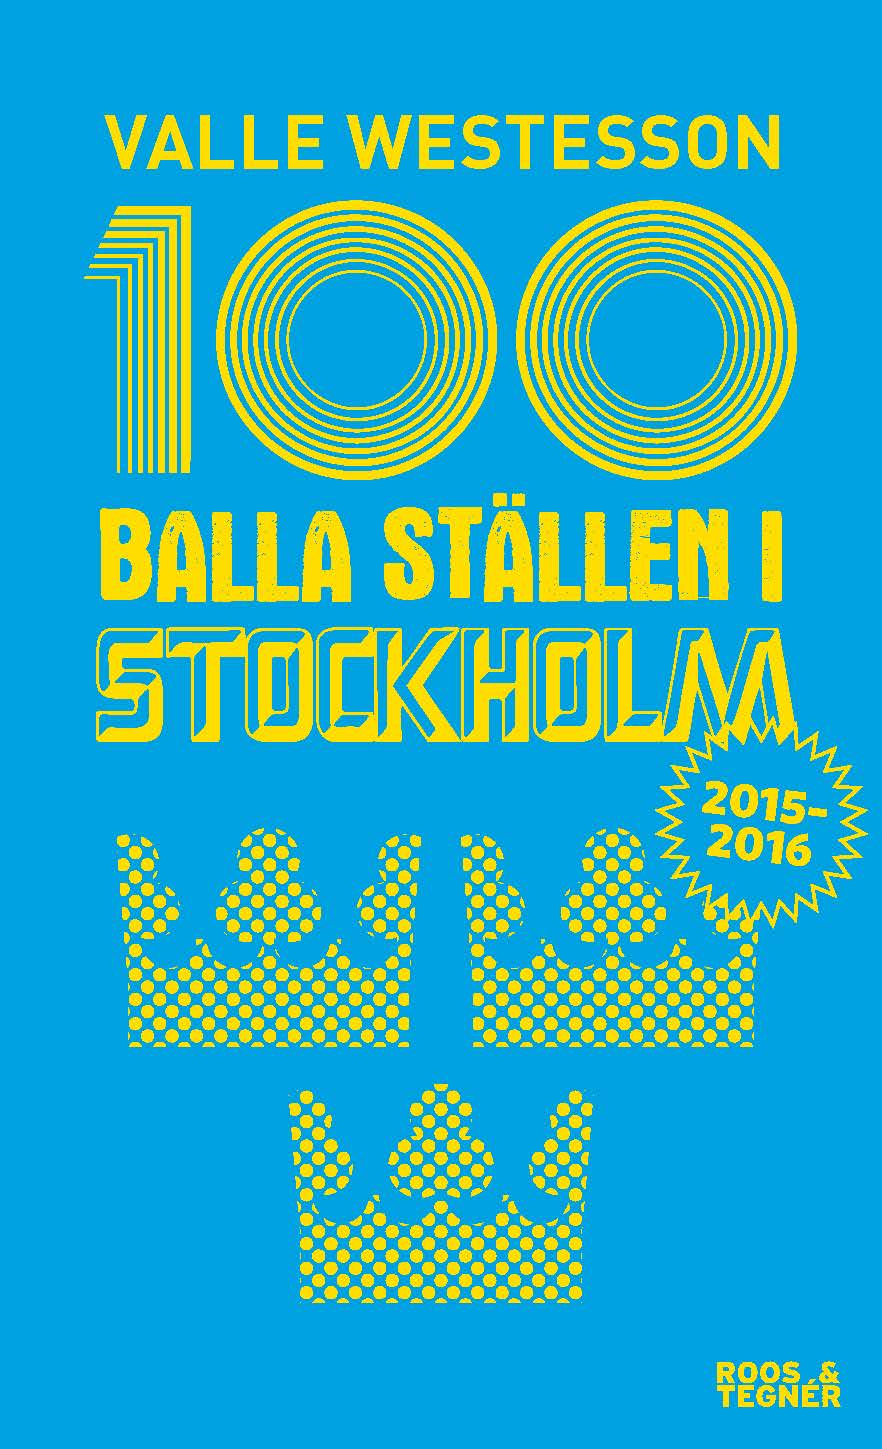 VALLE WESTESSON
100
BALLA STÄLLEN I
STOCKHOLM
2015-
2016
ROOS &
TEGNÉR